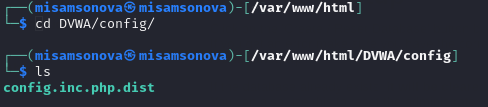 ┌──(misamsonova㉿misamsonova)-[/var/www/html]
└─$ cd DVWA/config/
┌──(misamsonova㉿misamsonova)-[/var/www/html/DVWA/config]
└─$ ls
config.inc.php.dist